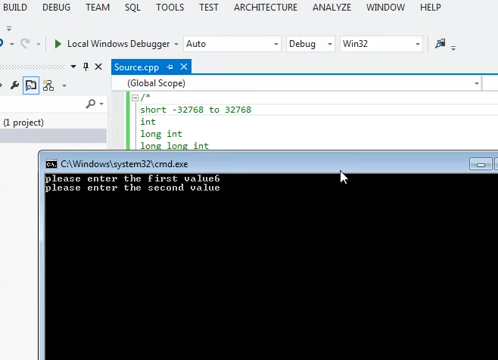 BUILD DEBUG TEAM SQL TOOLS TEST ARCHITECTURE ANALYZE WINDOW HELP
Local Windows Debugger Auto Debug Win32
Source.cpp
(Global Scope)
/*
short -32768 to 32768
(1 project)
int
long int
long long int
C:\Windows\system32\cmd.exe
please enter the first value6
please enter the second value